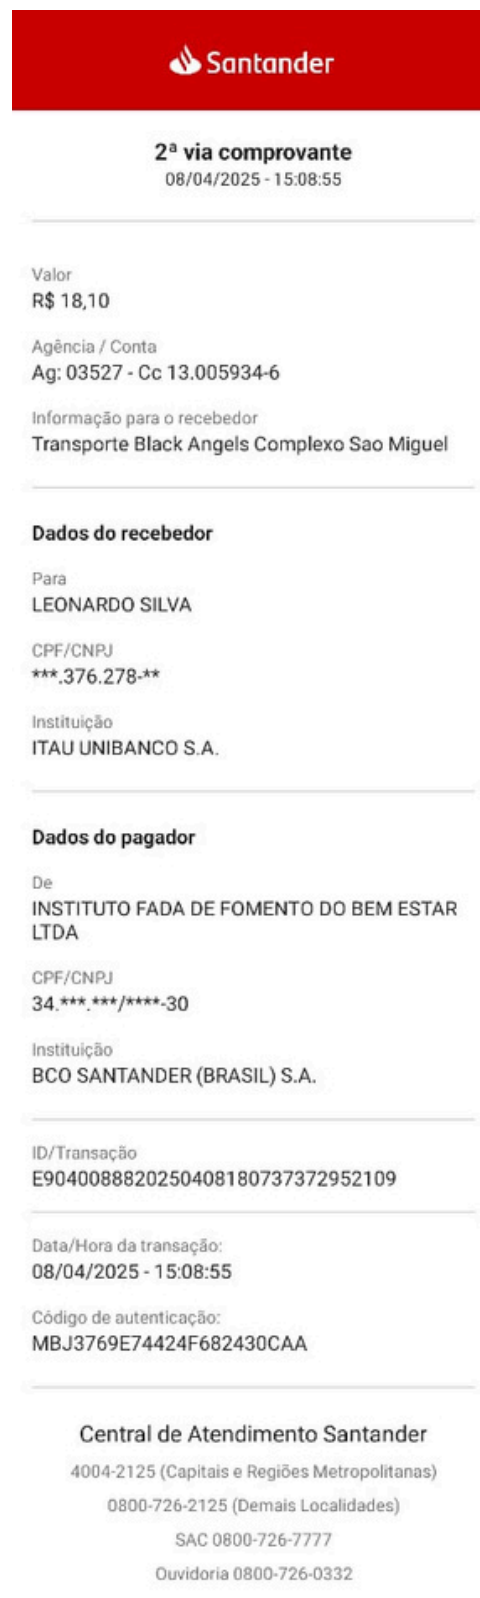 Santander
2ª via comprovante
08/04/2025 - 15:08:55
Valor
R$ 18,10
Agência / Conta
Ag: 03527 - Cc 13.005934-6
Informação para o recebedor
Transporte Black Angels Complexo Sao Miguel
Dados do recebedor
Para
LEONARDO SILVA
CPF/CNPJ
***.376.278-**
Instituição
ITAU UNIBANCO S.A.
Dados do pagador
De
INSTITUTO FADA DE FOMENTO DO BEM ESTAR
LTDA
CPF/CNPJ
34.***.***/****-30
Instituição
BCO SANTANDER (BRASIL) S.A.
ID/Transação
E90400888202504081807373729​52109
Data/Hora da transação:
08/04/2025 - 15:08:55
Código de autenticação:
MBJ3769E74424F682430CAA
Central de Atendimento Santander
4004-2125 (Capitais e Regiões Metropolitanas)
0800-726-2125 (Demais Localidades)
SAC 0800-726-7777
Ouvidoria 0800-726-0332